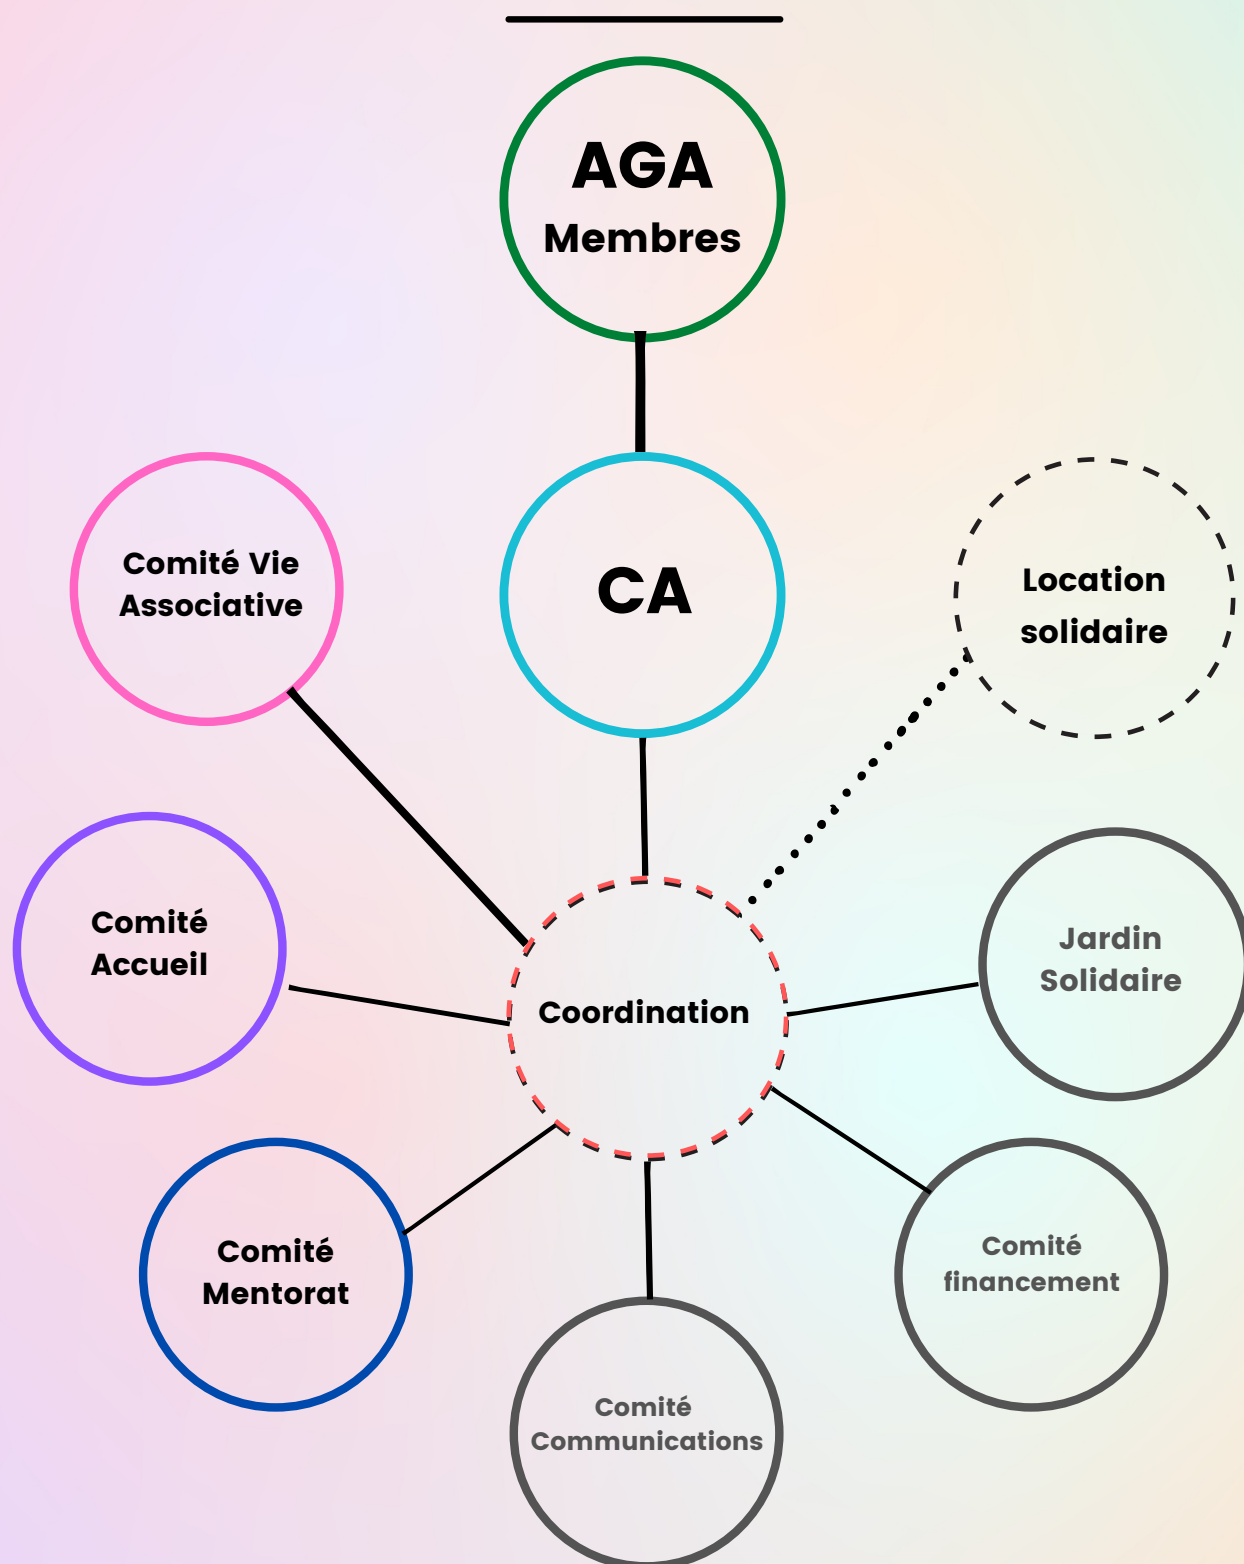 AGA
Membres
Comité Vie
Associative
CA
Location
solidaire
Comité
Accueil
Coordination
Jardin
Solidaire
Comité
Mentorat
Comité
financement
Comité
Communications